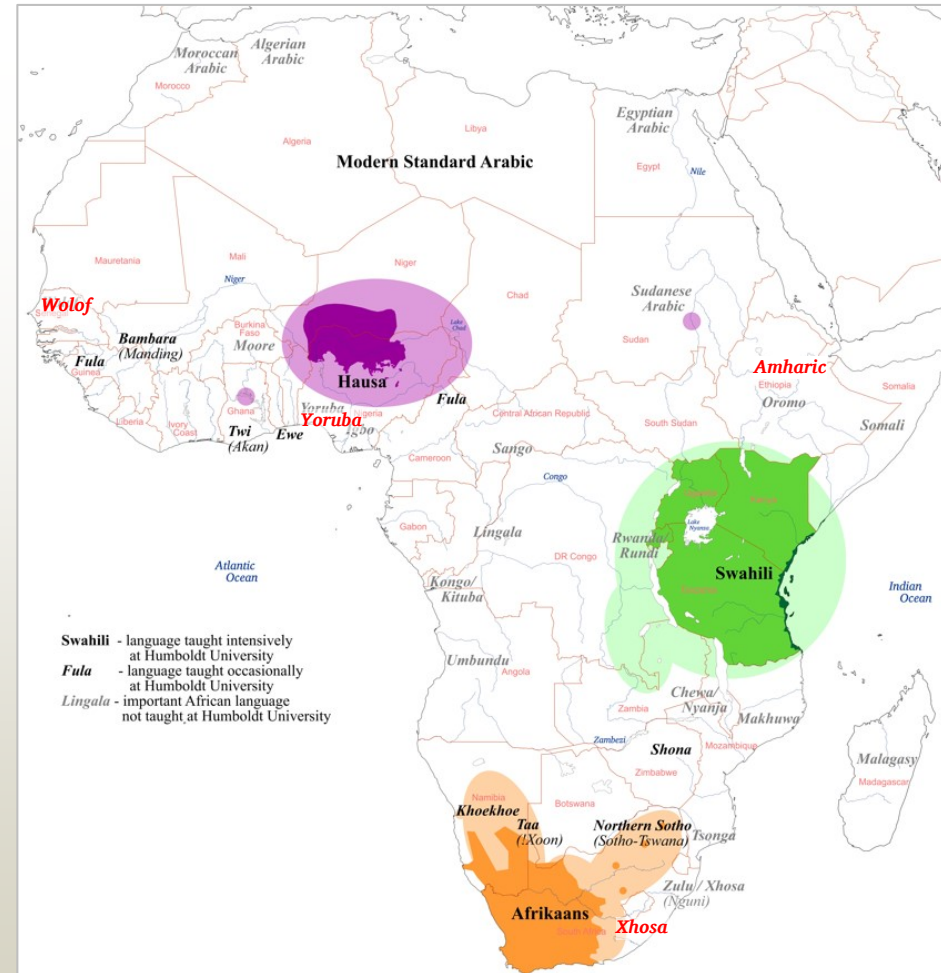 Moroccan
Arabic
Algerian
Arabic
Morocco
Algeria
Libya
Egyptian
Arabic
Egypt
Nile
Modern Standard Arabic
Mauretania
Mali
Niger
Niger
Chad
Lake
Chad
Sudanese
Arabic
Sudan
Wolof
Bambara
(Manding)
Burkina
Faso
Moore
Fula
Guinea
Hausa
Fula
Amharic
Ethiopia
Oromo
Somalia
Somali
Liberia
Ivory
Coast
Ghana
Twi
(Akan)
Ewe
Yoruba
Yoruba
Nigeria
Igbo
Central African Republic
South Sudan
Cameroon
Sango
Congo
Gabon
Lingala
DR Congo
Rwanda/
Rundi
Lake
Nyansa
Swahili
Kongo/
Kituba
Atlantic
Ocean
Indian
Ocean
Swahili - language taught intensively
at Humboldt University
Fula - language taught occasionally
at Humboldt University
Lingala - important African language
not taught at Humboldt University
Umbundu
Angola
Zambia
Chewa/
Nyanja
Makhuwa
Zambezi
Shona
Mozambique
Zimbabwe
Malagasy
Madagascar
Namibia
Khoekhoe
Botswana
Taa
(!Xoon)
Northern Sotho
(Sotho-Tswana)
Tsonga
Zulu / Xhosa
(Nguni)
Afrikaans
South Africa
Xhosa